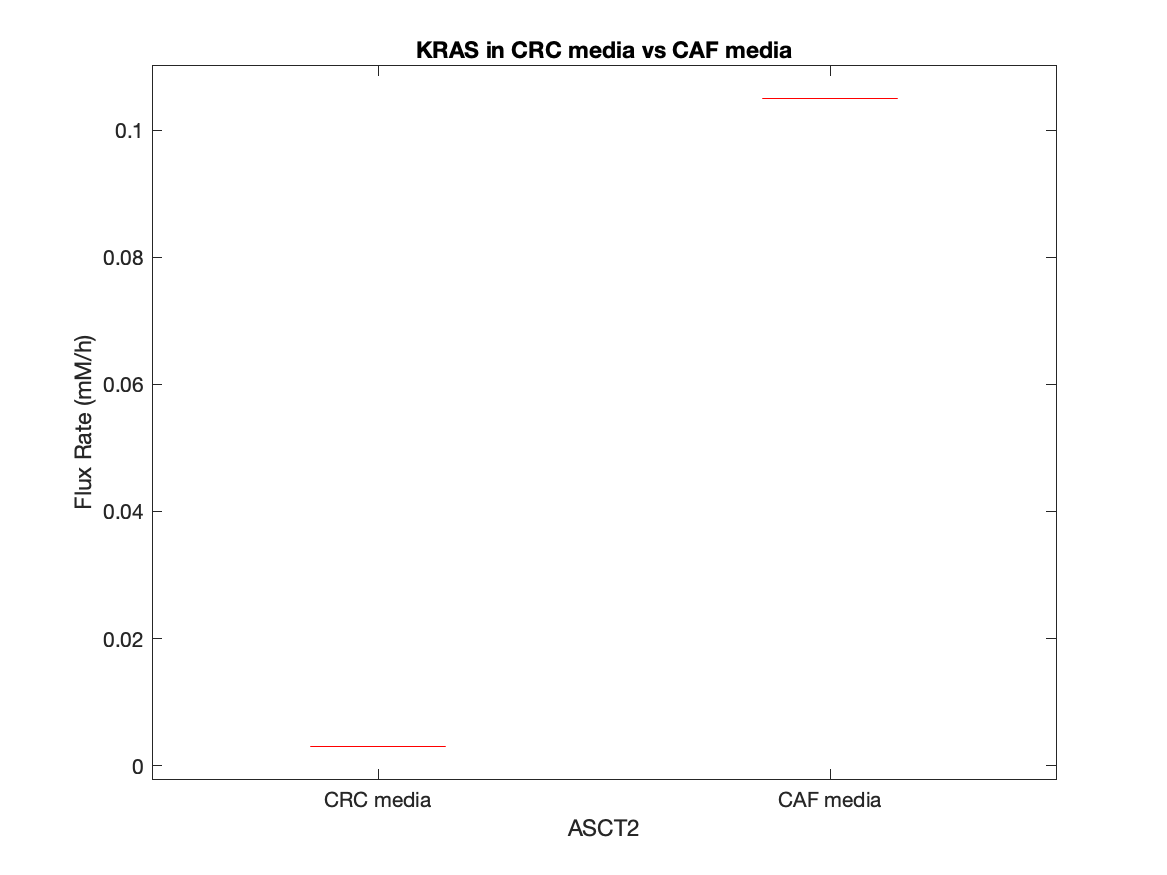 KRAS in CRC media vs CAF media
0.1
0.08
0.06
0.04
0.02
0
Flux Rate (mM/h)
CRC media
CAF media
ASCT2